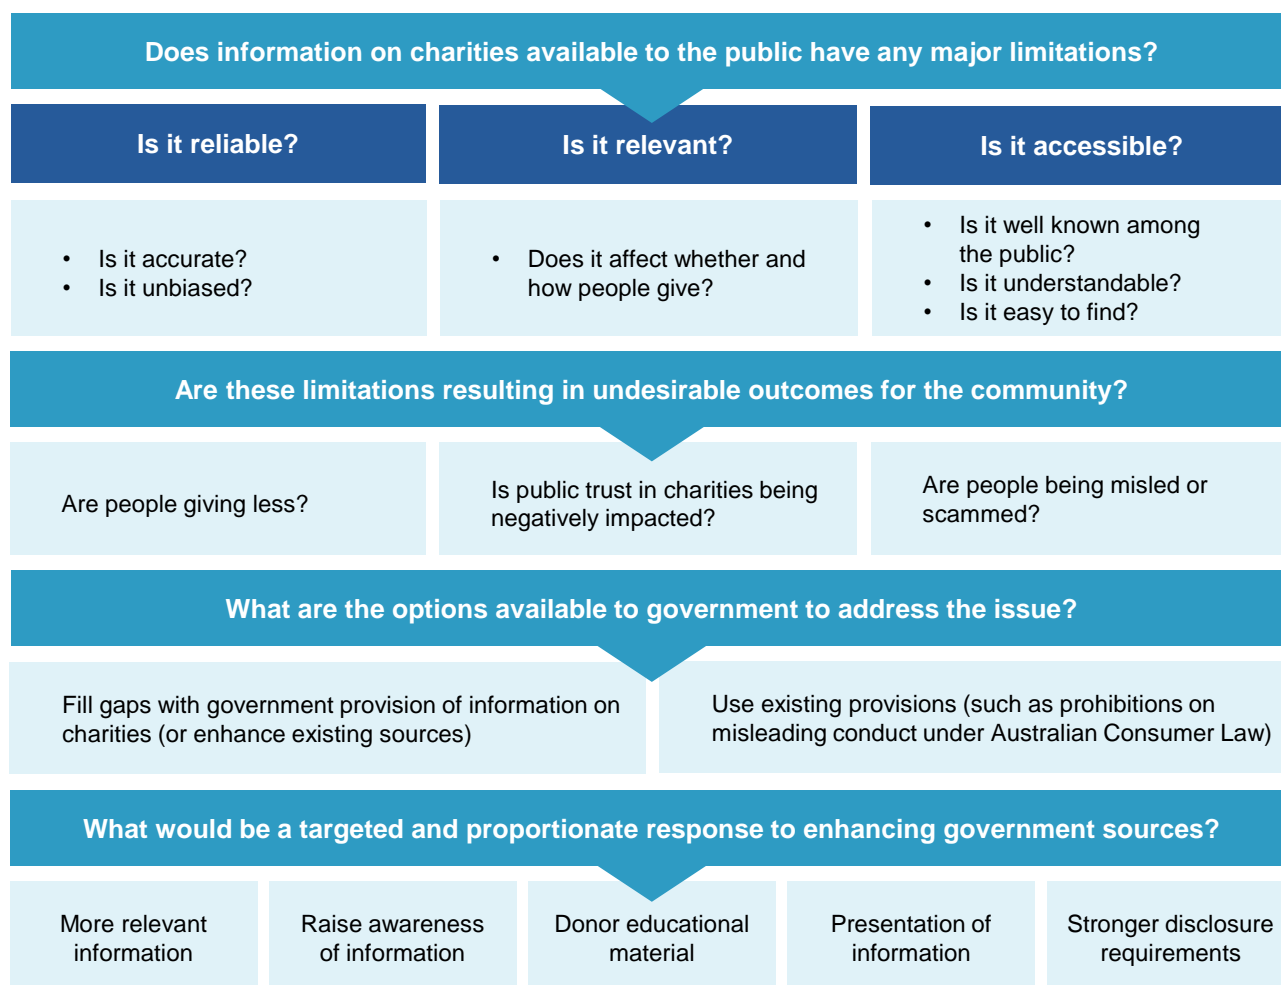 Does information on charities available to the public have any major limitations?
Is it reliable?
Is it relevant?
Is it accessible?
• Is it accurate?
• Is it unbiased?
• Does it affect whether and
how people give?
• Is it well known among
the public?
• Is it understandable?
• Is it easy to find?
Are these limitations resulting in undesirable outcomes for the community?
Are people giving less?
Is public trust in charities being
negatively impacted?
Are people being misled or
scammed?
What are the options available to government to address the issue?
Fill gaps with government provision of information on
charities (or enhance existing sources)
Use existing provisions (such as prohibitions on
misleading conduct under Australian Consumer Law)
What would be a targeted and proportionate response to enhancing government sources?
More relevant
information
Raise awareness
of information
Donor educational
material
Presentation of
information
Stronger disclosure
requirements